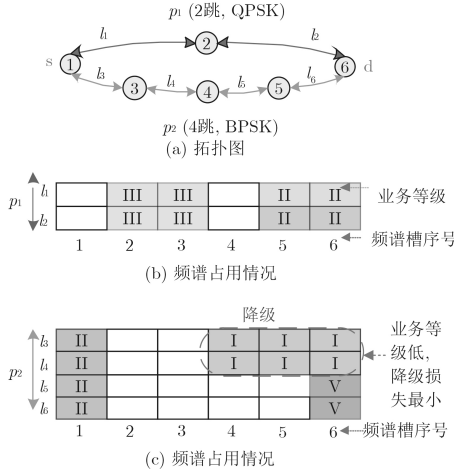 p₁ (2跳, QPSK)
l₁ 2 l₂
s 1 6 d
l₃ 3 l₄ 4 l₅ 5 l₆
p₂ (4跳, BPSK)
(a) 拓扑图
p₁ l₁ III III II II 业务等级
l₂ III III II II
1 2 3 4 5 6 频谱槽序号
(b) 频谱占用情况
降级
p₂ l₃ II I I I 业务等
l₄ II I I I 级低,
l₅ II V 降级损
l₆ II V 失最小
1 2 3 4 5 6 频谱槽序号
(c) 频谱占用情况